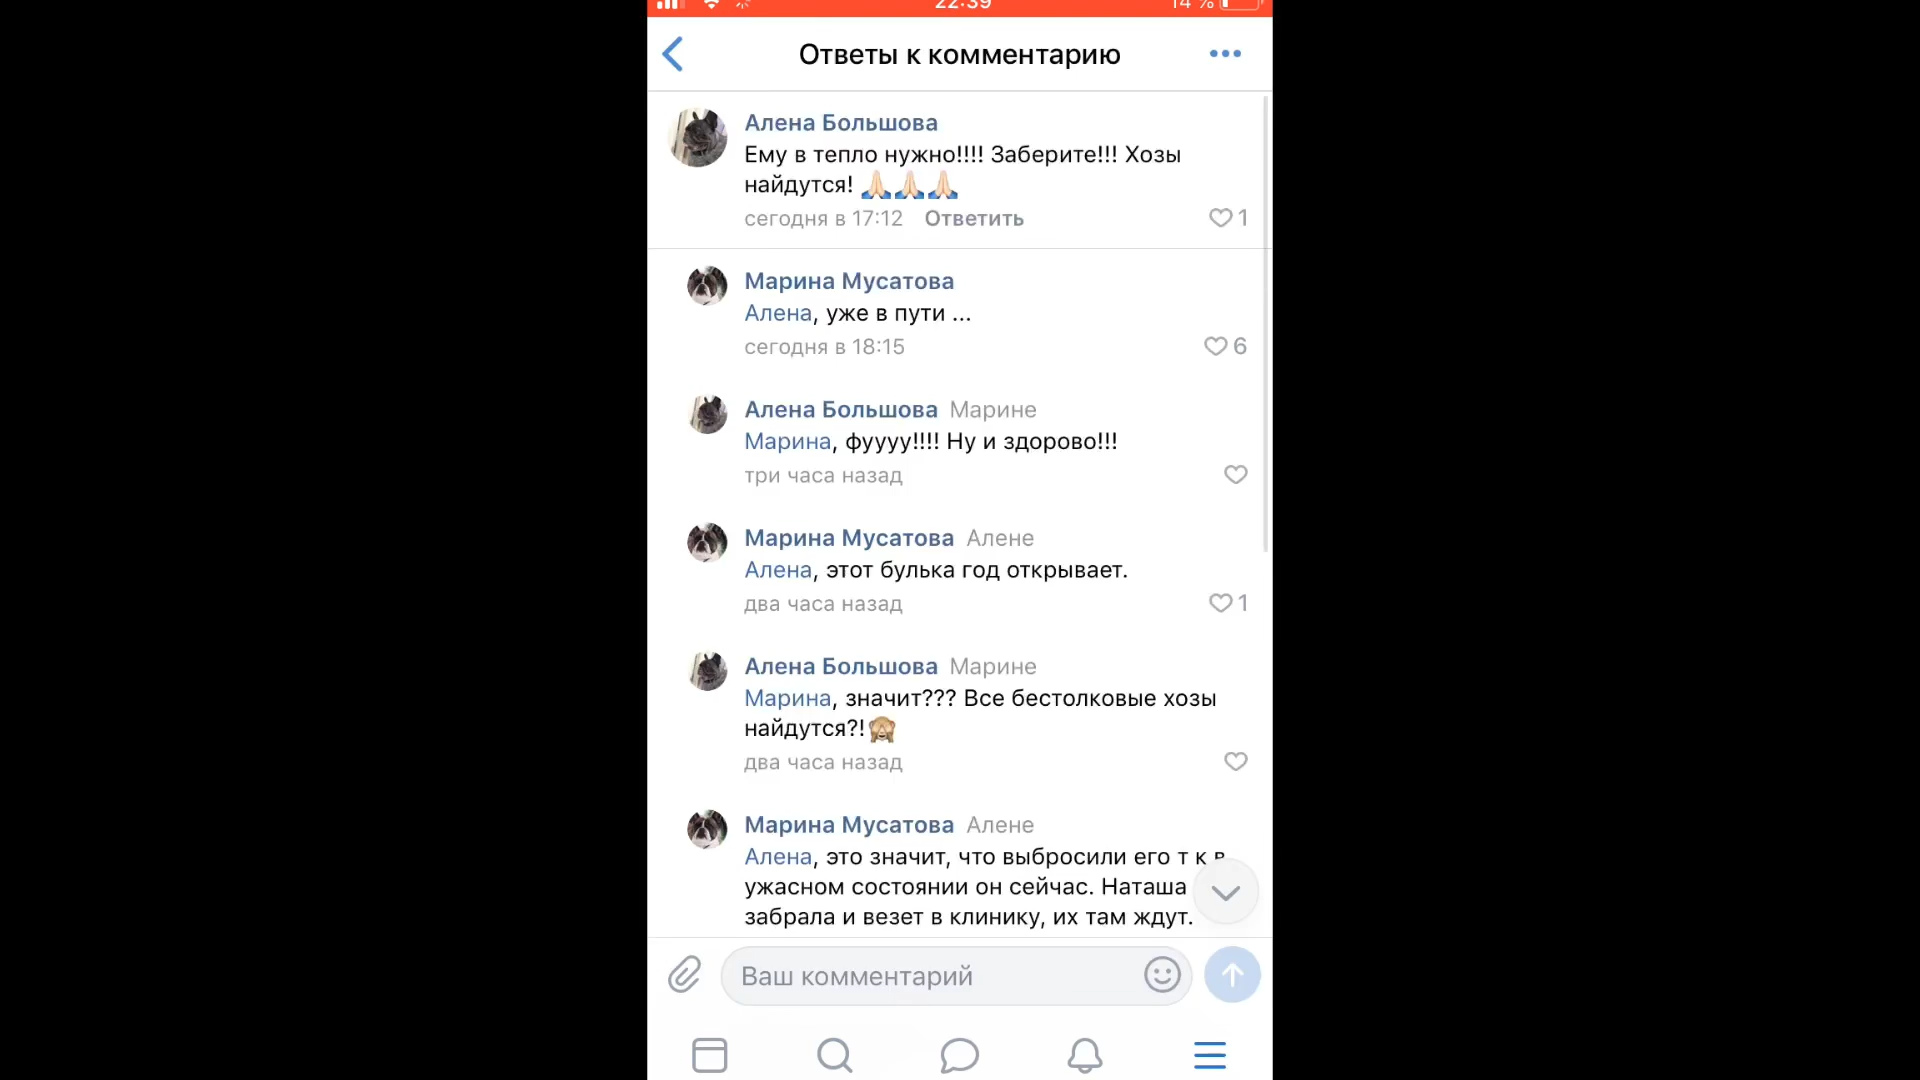 22:39
14 %
Ответы к комментарию
Алена Большова
Ему в тепло нужно!!!! Заберите!!! Хозы
найдутся! 🙏🏻🙏🏻🙏🏻
сегодня в 17:12 Ответить
1
Марина Мусатова
Алена, уже в пути ...
сегодня в 18:15
6
Алена Большова Марине
Марина, фуууу!!!! Ну и здорово!!!
три часа назад
Марина Мусатова Алене
Алена, этот булька год открывает.
два часа назад
1
Алена Большова Марине
Марина, значит??? Все бестолковые хозы
найдутся?!🙈
два часа назад
Марина Мусатова Алене
Алена, это значит, что выбросили его т к в
ужасном состоянии он сейчас. Наташа
забрала и везет в клинику, их там ждут.
Ваш комментарий